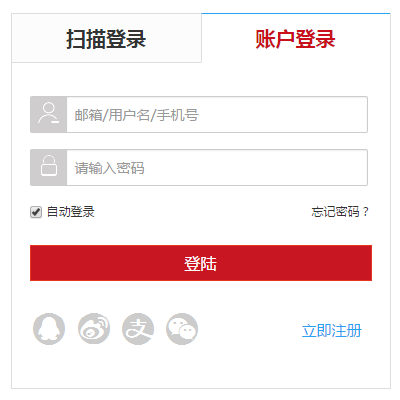 扫描登录 账户登录
邮箱/用户名/手机号
请输入密码
自动登录 忘记密码？
登陆
支 立即注册